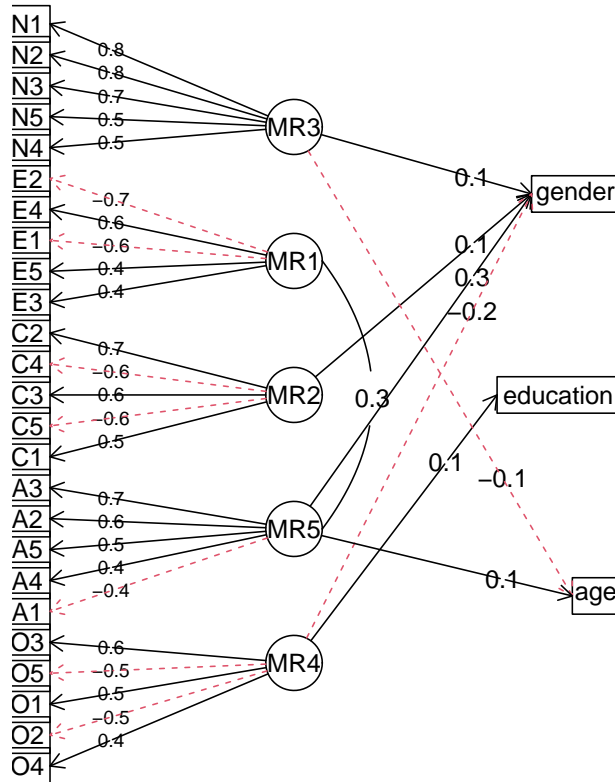 N1
N2
N3
N5
N4
E2
E4
E1
E5
E3
C2
C4
C3
C5
C1
A3
A2
A5
A4
A1
O3
O5
O1
O2
O4
0.8
0.8
0.7
0.5
0.5
−0.7
0.6
−0.6
0.4
0.4
0.7
−0.6
0.6
−0.6
0.5
0.7
0.6
0.5
0.4
−0.4
0.6
−0.5
0.5
−0.5
0.4
MR3
MR1
MR2
MR5
MR4
0.3
0.1
0.1
0.3
−0.2
0.1
−0.1
0.1
gender
education
age